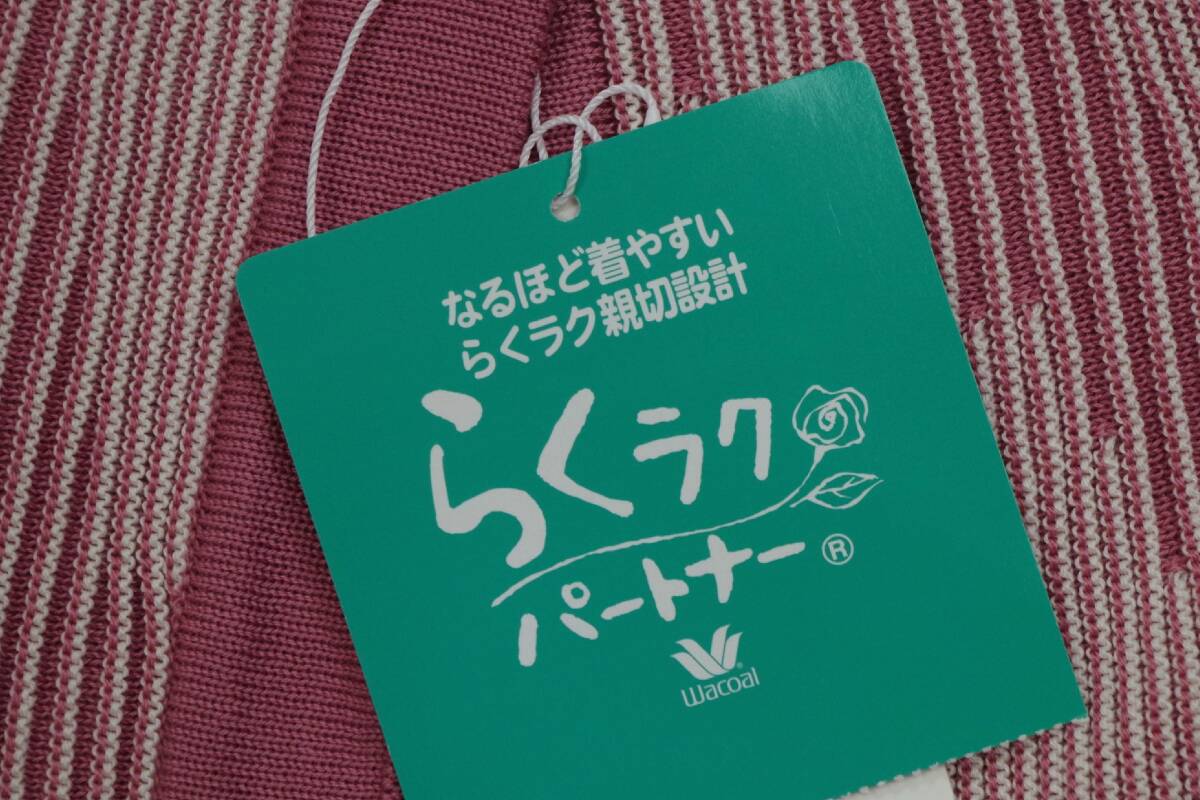 なるほど着やすい
らくラク親切設計
らくラク
パートナー®
Wacoal®